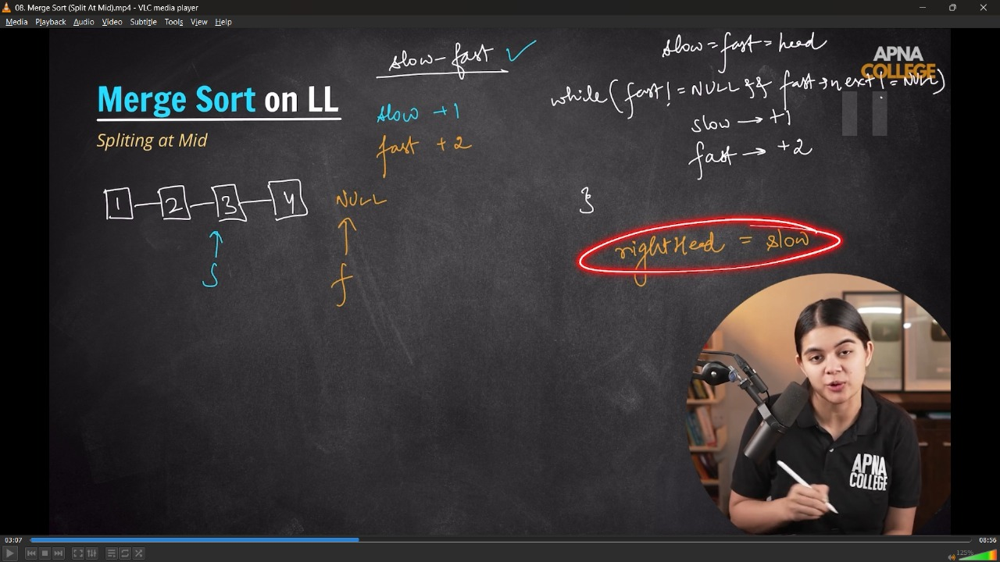 08. Merge Sort (Split At Mid).mp4 - VLC media player
Media Playback Audio Video Subtitle Tools View Help
slow - fast
slow = fast = head
APNA
COLLEGE
while (fast != NULL && fast → next != NULL)
Merge Sort on LL
slow +1
slow → +1
Spliting at Mid
fast +2
fast → +2
1 2 3 4
NULL
}
rightHead = slow
S
f
APNA
COLLEGE
03:07
08:56
125%